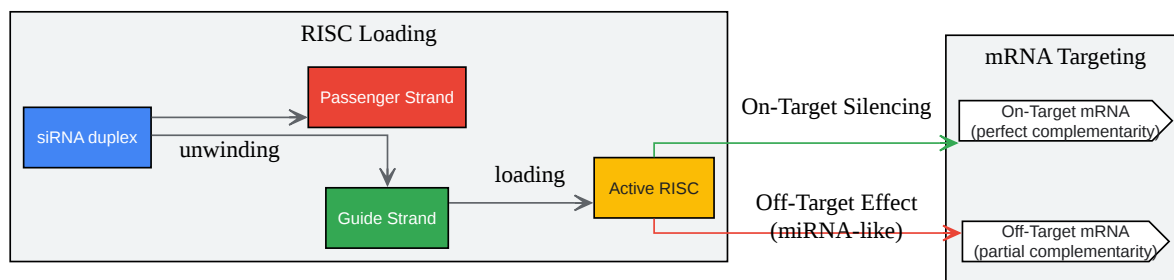 RISC Loading
Passenger Strand
siRNA duplex
unwinding
Guide Strand
loading
Active RISC
On-Target Silencing
Off-Target Effect
(miRNA-like)
mRNA Targeting
On-Target mRNA
(perfect complementarity)
Off-Target mRNA
(partial complementarity)